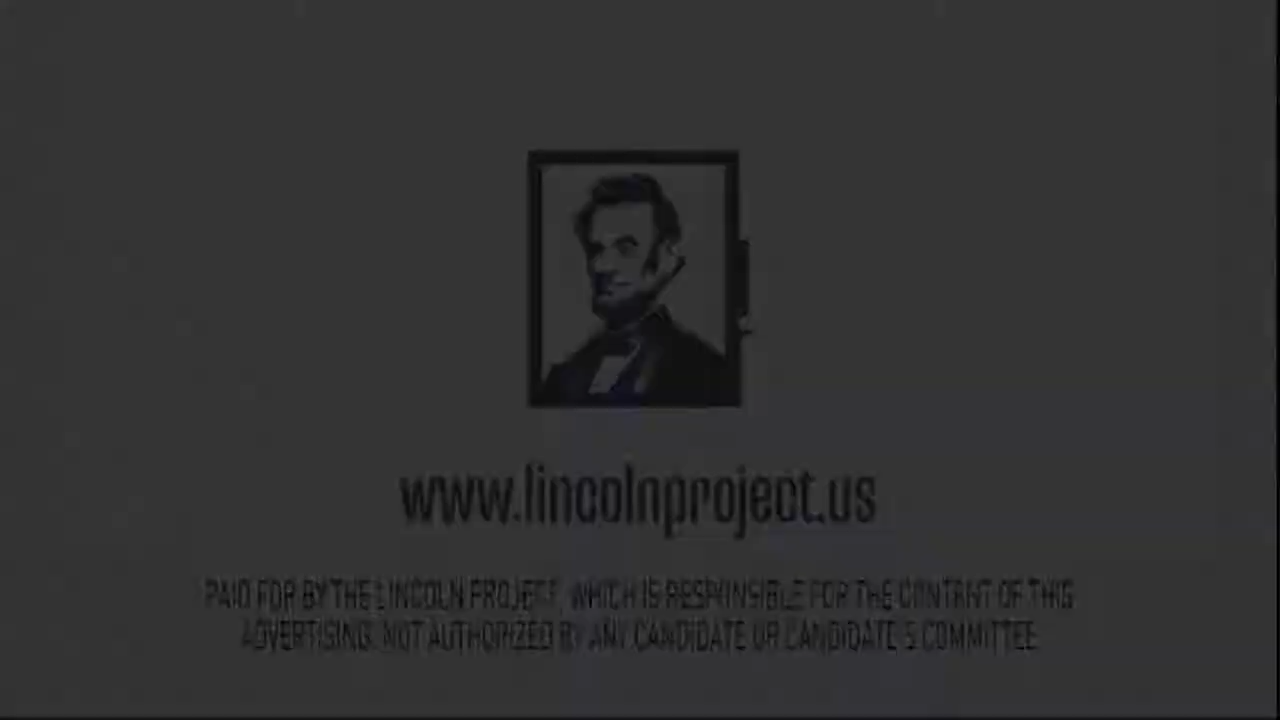 www.lincolnproject.us
PAID FOR BY THE LINCOLN PROJECT, WHICH IS RESPONSIBLE FOR THE CONTENT OF THIS
ADVERTISING. NOT AUTHORIZED BY ANY CANDIDATE OR CANDIDATE'S COMMITTEE